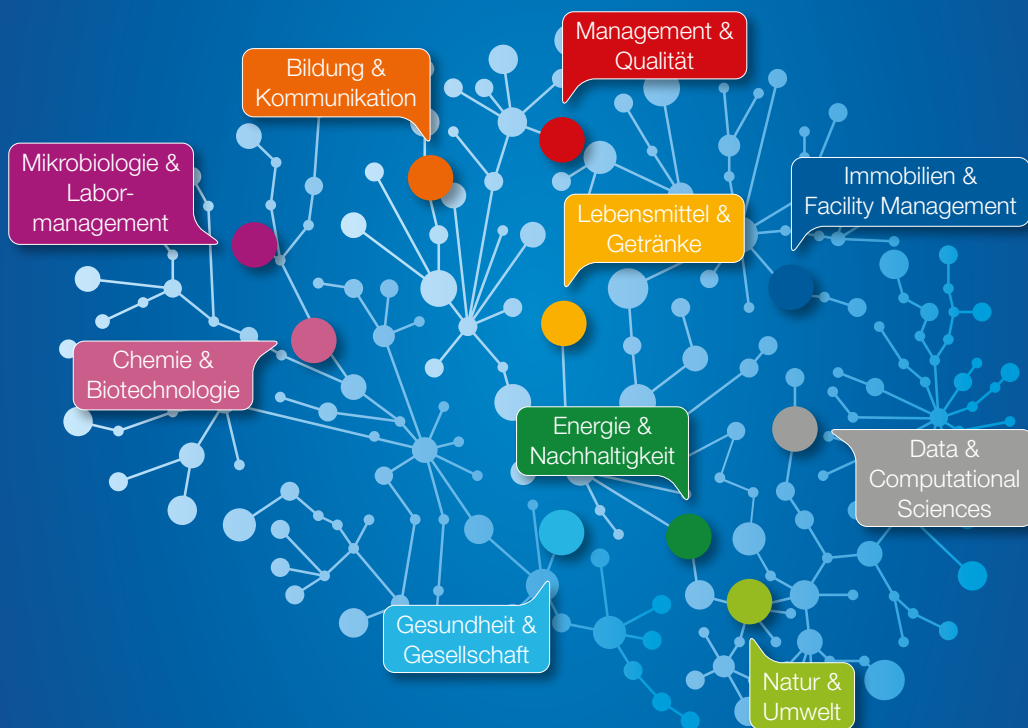 Management &
Qualität
Bildung &
Kommunikation
Mikrobiologie &
Labor-
management
Immobilien &
Facility Management
Lebensmittel &
Getränke
Chemie &
Biotechnologie
Energie &
Nachhaltigkeit
Data &
Computational
Sciences
Gesundheit &
Gesellschaft
Natur &
Umwelt